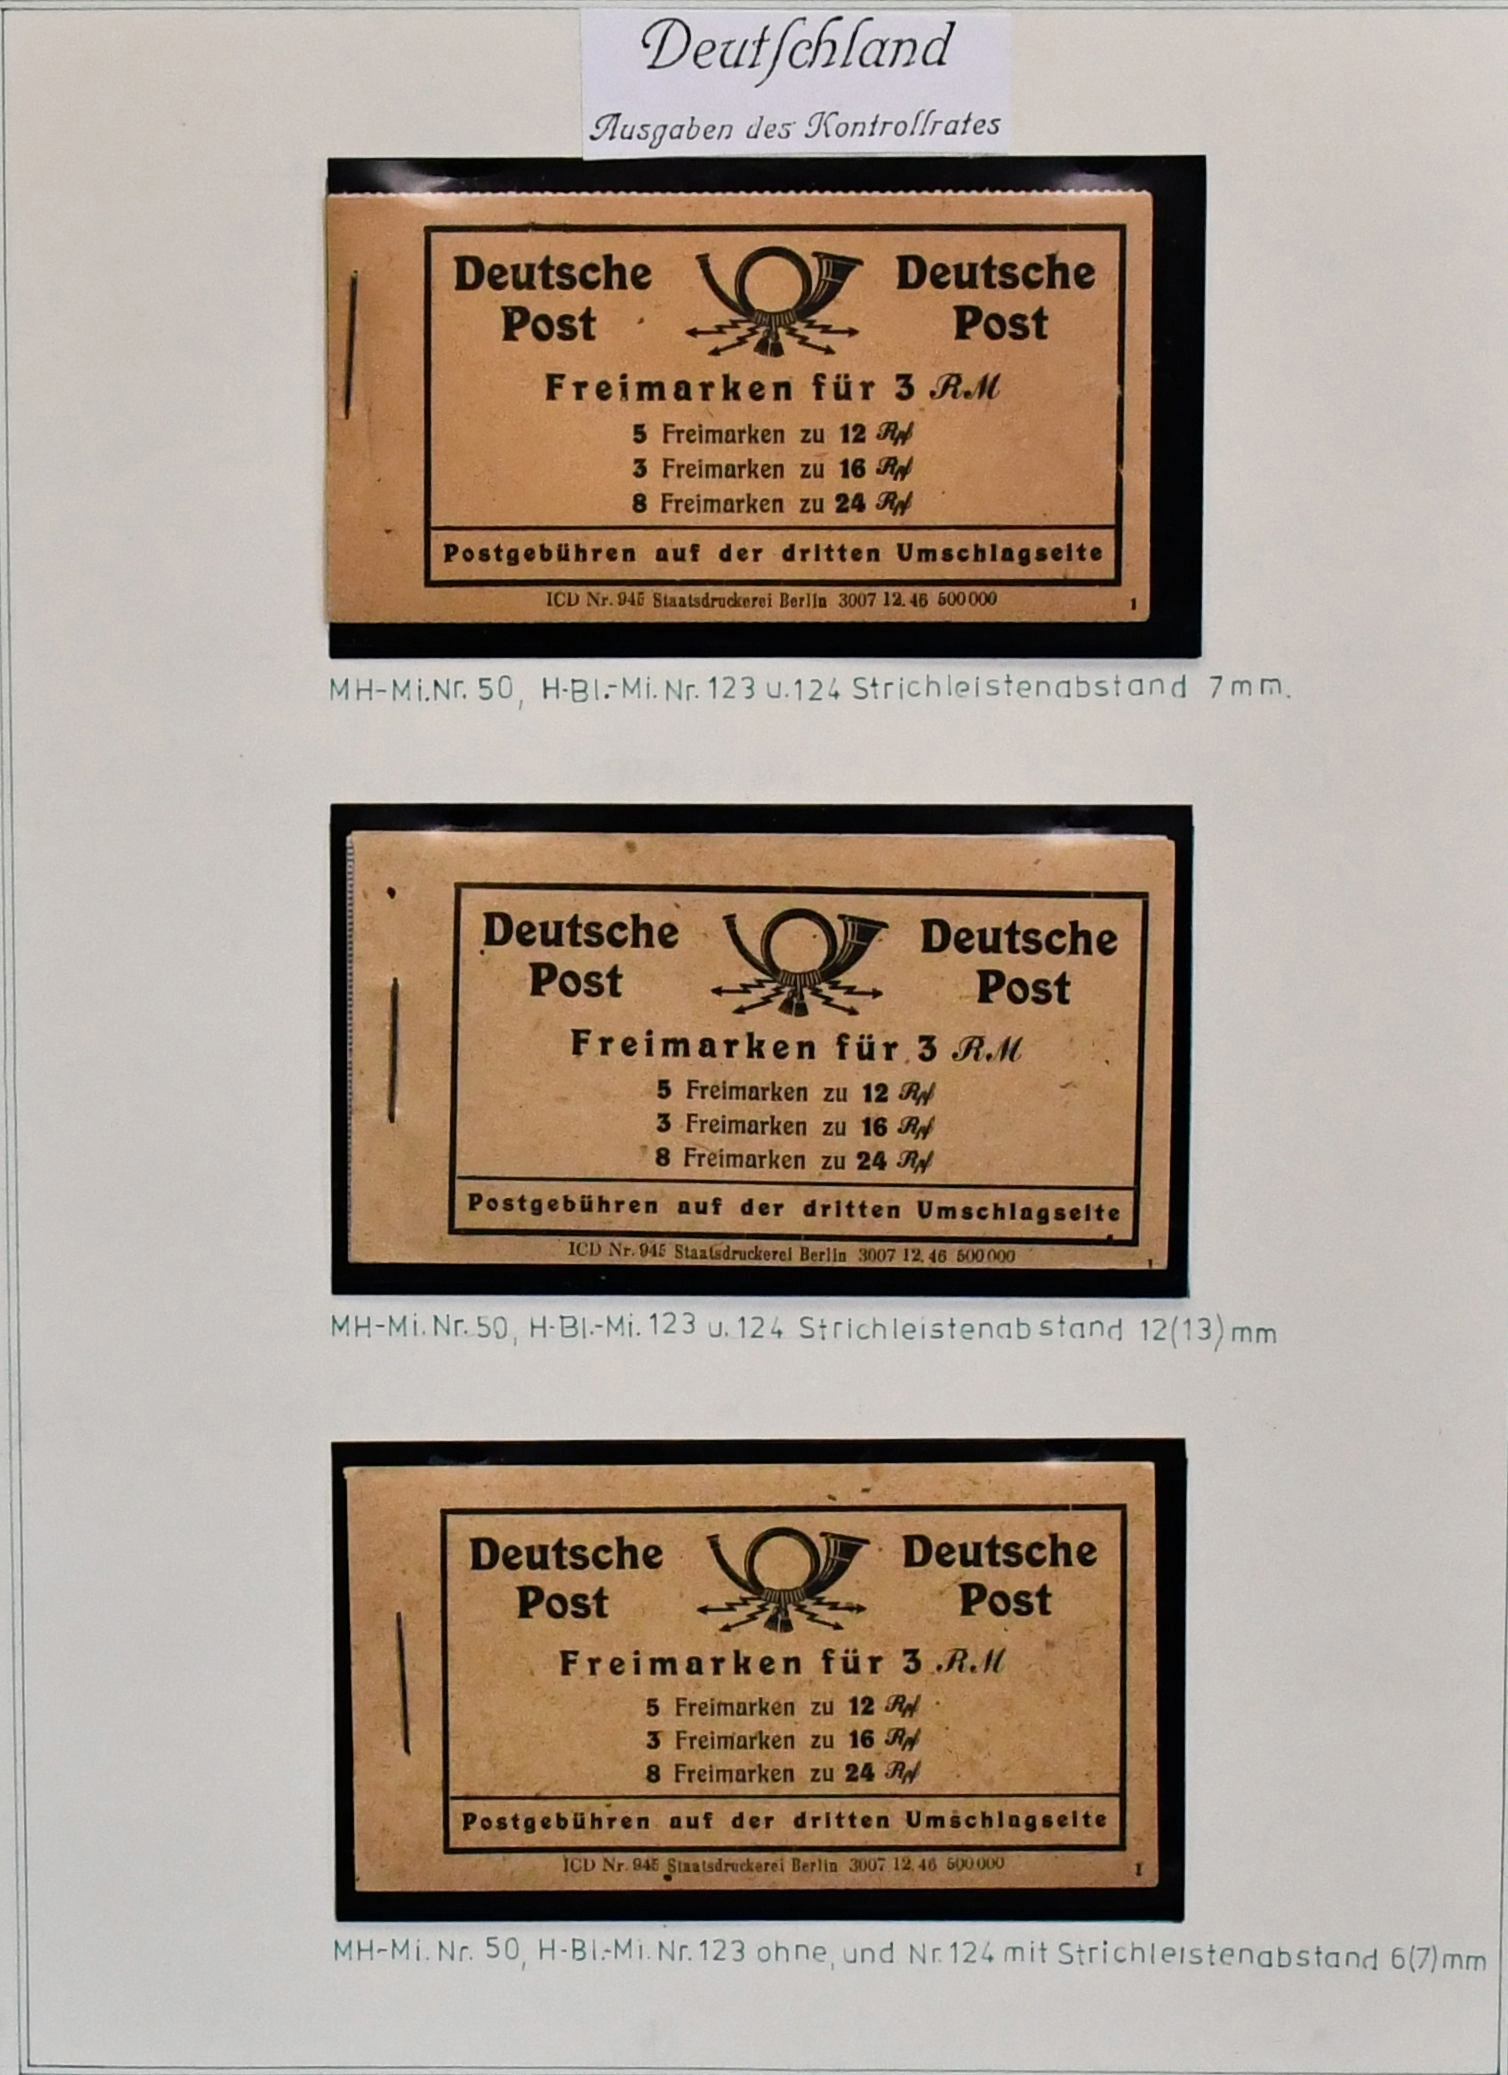 Deutſchland
Ausgaben des Kontrollrates
Deutsche Post
Deutsche Post
Freimarken für 3 RM
5 Freimarken zu 12 Rpf
3 Freimarken zu 16 Rpf
8 Freimarken zu 24 Rpf
Postgebühren auf der dritten Umschlagseite
ICD Nr. 945 Staatsdruckerei Berlin 3007 12.46 500000
1
MH-Mi.Nr. 50, H-Bl.-Mi.Nr. 123 u. 124 Strichleistenabstand 7mm.
Deutsche Post
Deutsche Post
Freimarken für 3 RM
5 Freimarken zu 12 Rpf
3 Freimarken zu 16 Rpf
8 Freimarken zu 24 Rpf
Postgebühren auf der dritten Umschlagseite
ICD Nr. 945 Staatsdruckerei Berlin 3007 12.46 500000
1
MH-Mi.Nr. 50, H-Bl.-Mi. 123 u. 124 Strichleistenabstand 12(13)mm
Deutsche Post
Deutsche Post
Freimarken für 3 RM
5 Freimarken zu 12 Rpf
3 Freimarken zu 16 Rpf
8 Freimarken zu 24 Rpf
Postgebühren auf der dritten Umschlagseite
ICD Nr. 945 Staatsdruckerei Berlin 3007 12.46 500000
1
MH-Mi.Nr. 50, H-Bl.-Mi.Nr. 123 ohne, und Nr. 124 mit Strichleistenabstand 6(7)mm